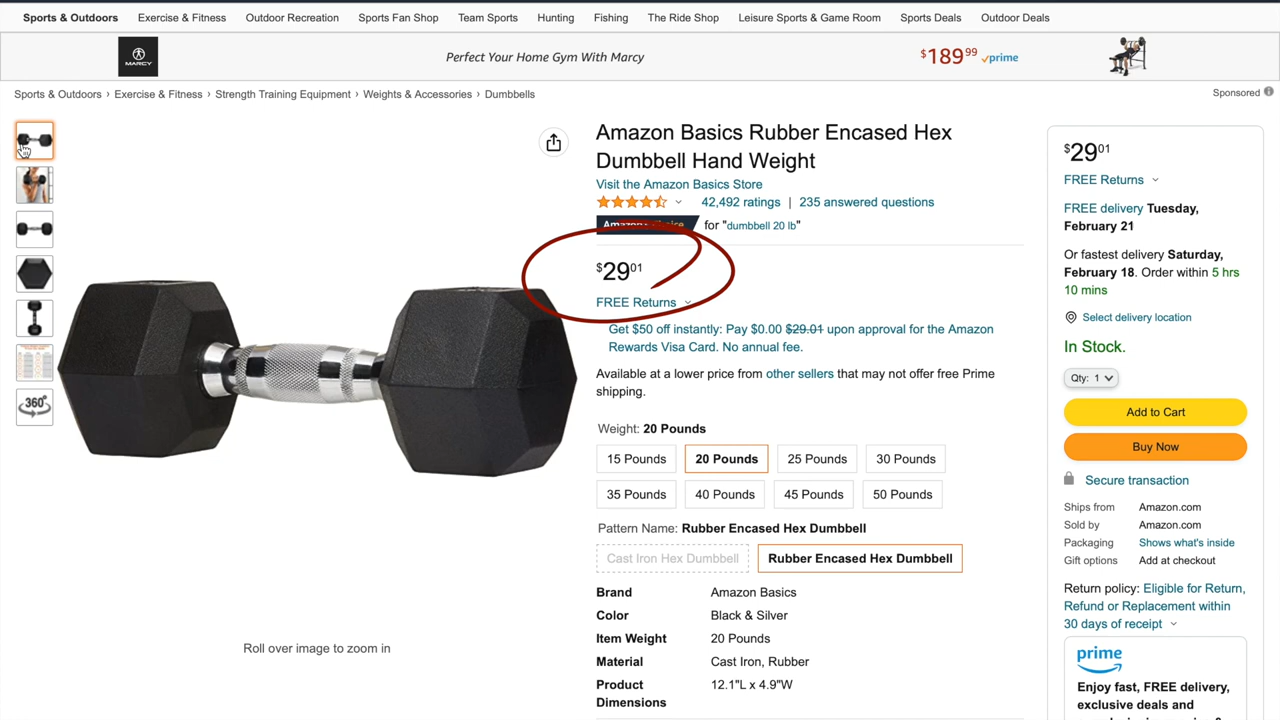 Sports & Outdoors Exercise & Fitness Outdoor Recreation Sports Fan Shop Team Sports Hunting Fishing The Ride Shop Leisure Sports & Game Room Sports Deals Outdoor Deals
MARCY
Perfect Your Home Gym With Marcy
$189 99 prime
Sports & Outdoors › Exercise & Fitness › Strength Training Equipment › Weights & Accessories › Dumbbells
Sponsored
Amazon Basics Rubber Encased Hex
Dumbbell Hand Weight
Visit the Amazon Basics Store
42,492 ratings | 235 answered questions
for "dumbbell 20 lb"
$29 01
FREE Returns
Get $50 off instantly: Pay $0.00 $29.01 upon approval for the Amazon
Rewards Visa Card. No annual fee.
Available at a lower price from other sellers that may not offer free Prime
shipping.
Weight: 20 Pounds
15 Pounds 20 Pounds 25 Pounds 30 Pounds
35 Pounds 40 Pounds 45 Pounds 50 Pounds
Pattern Name: Rubber Encased Hex Dumbbell
Cast Iron Hex Dumbbell Rubber Encased Hex Dumbbell
Brand Amazon Basics
Color Black & Silver
Item Weight 20 Pounds
Material Cast Iron, Rubber
Product 12.1"L x 4.9"W
Dimensions
360°
Roll over image to zoom in
$29 01
FREE Returns
FREE delivery Tuesday,
February 21
Or fastest delivery Saturday,
February 18. Order within 5 hrs
10 mins
Select delivery location
In Stock.
Qty: 1
Add to Cart
Buy Now
Secure transaction
Ships from Amazon.com
Sold by Amazon.com
Packaging Shows what's inside
Gift options Add at checkout
Return policy: Eligible for Return,
Refund or Replacement within
30 days of receipt
prime
Enjoy fast, FREE delivery,
exclusive deals and